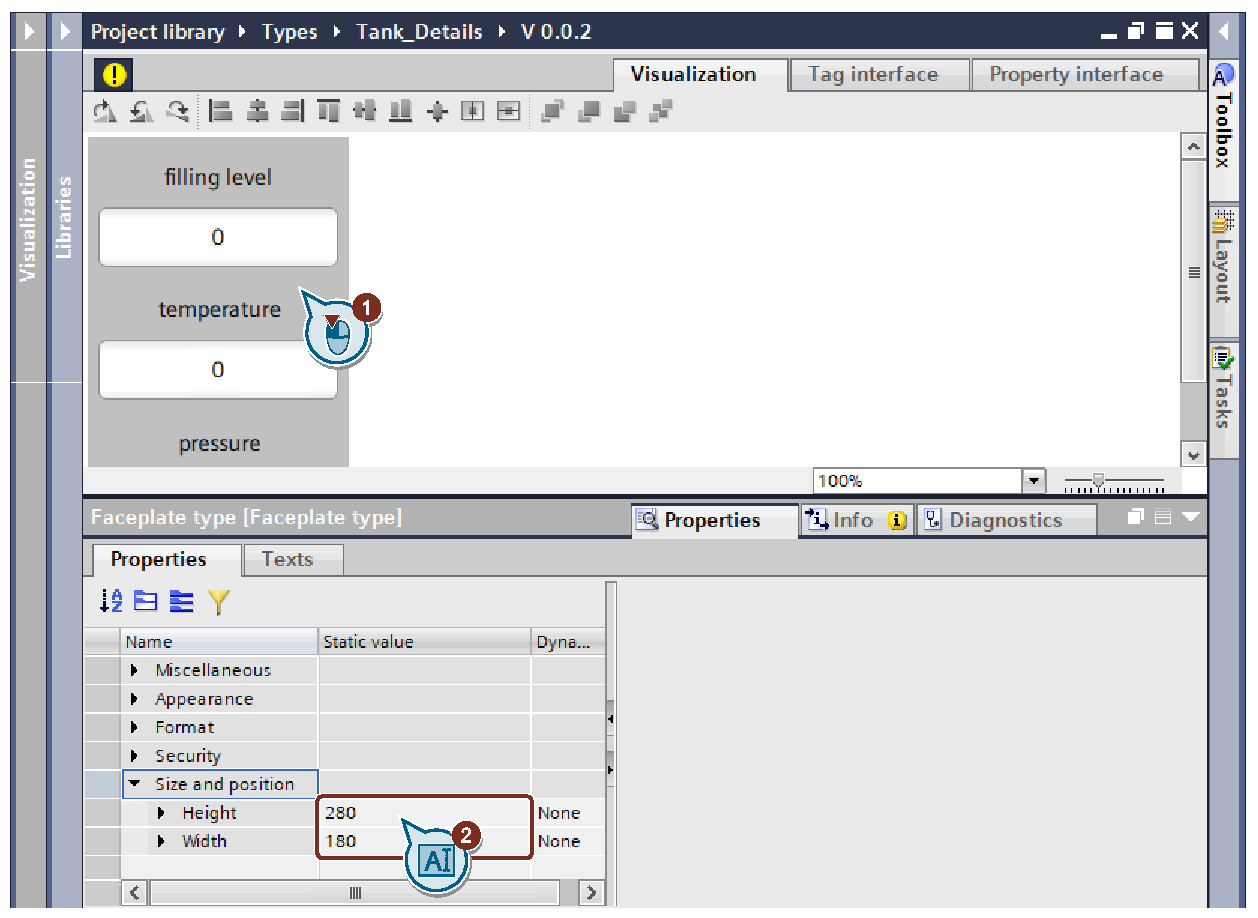 Project library Types Tank_Details V 0.0.2
Visualization Tag interface Property interface
filling level
0
temperature
1
0
pressure
100%
Visualization
Libraries
Toolbox
Layout
Tasks
Faceplate type [Faceplate type]
Properties Info Diagnostics
Properties Texts
Name Static value Dyna...
Miscellaneous
Appearance
Format
Security
Size and position
Height 280 None
Width 180 None
2
AI